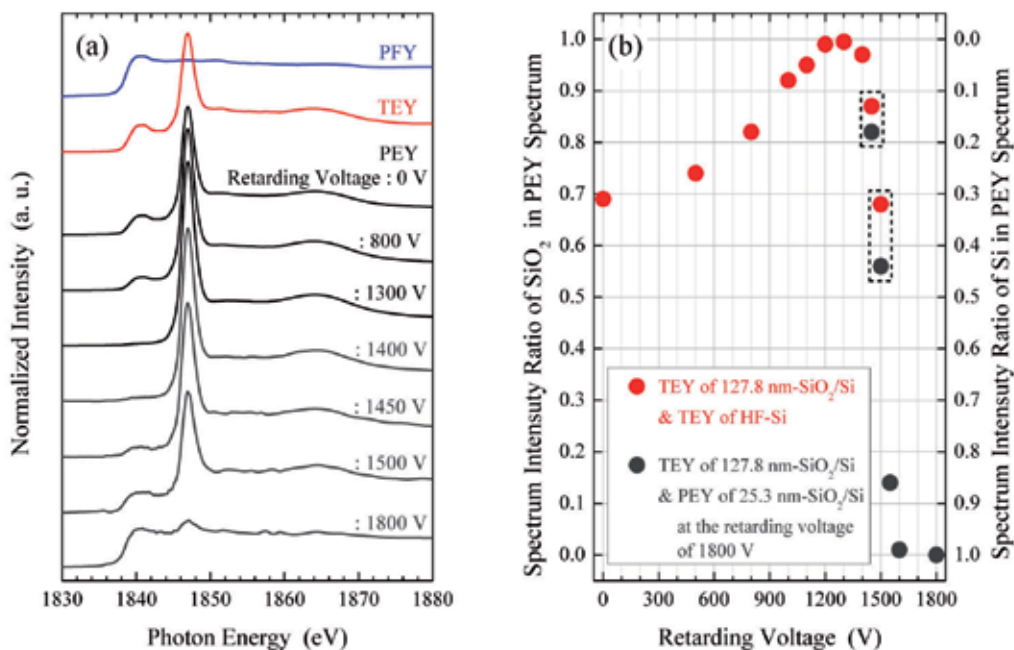 (a)
PFY
TEY
PEY
Retarding Voltage : 0 V
: 800 V
: 1300 V
: 1400 V
: 1450 V
: 1500 V
: 1800 V
Normalized Intensity (a. u.)
1830 1840 1850 1860 1870 1880
Photon Energy (eV)
(b)
Spectrum Intensuty Ratio of SiO₂ in PEY Spectrum
1.0
0.9
0.8
0.7
0.6
0.5
0.4
0.3
0.2
0.1
0.0
TEY of 127.8 nm-SiO₂/Si
& TEY of HF-Si
TEY of 127.8 nm-SiO₂/Si
& PEY of 25.3 nm-SiO₂/Si
at the retarding voltage
of 1800 V
0 300 600 900 1200 1500 1800
Retarding Voltage (V)
0.0
0.1
0.2
0.3
0.4
0.5
0.6
0.7
0.8
0.9
1.0
Spectrum Intensuty Ratio of Si in PEY Spectrum